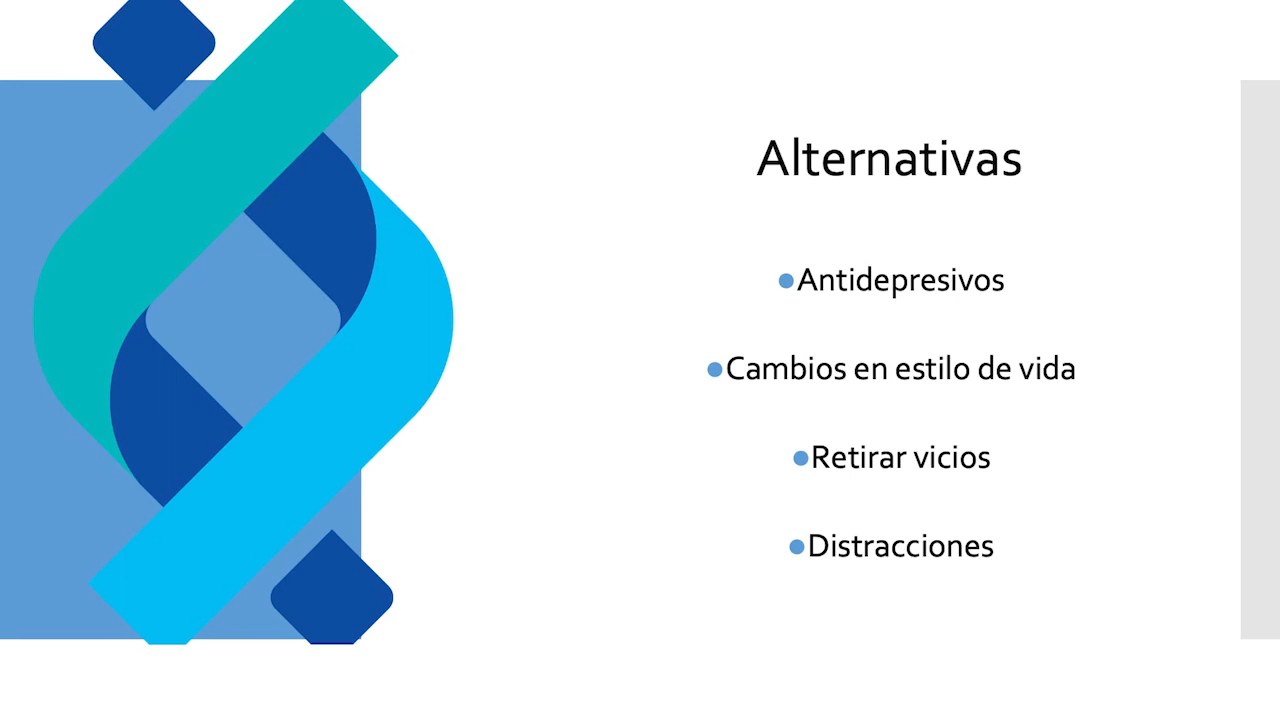 Alternativas
•Antidepresivos
•Cambios en estilo de vida
•Retirar vicios
•Distracciones